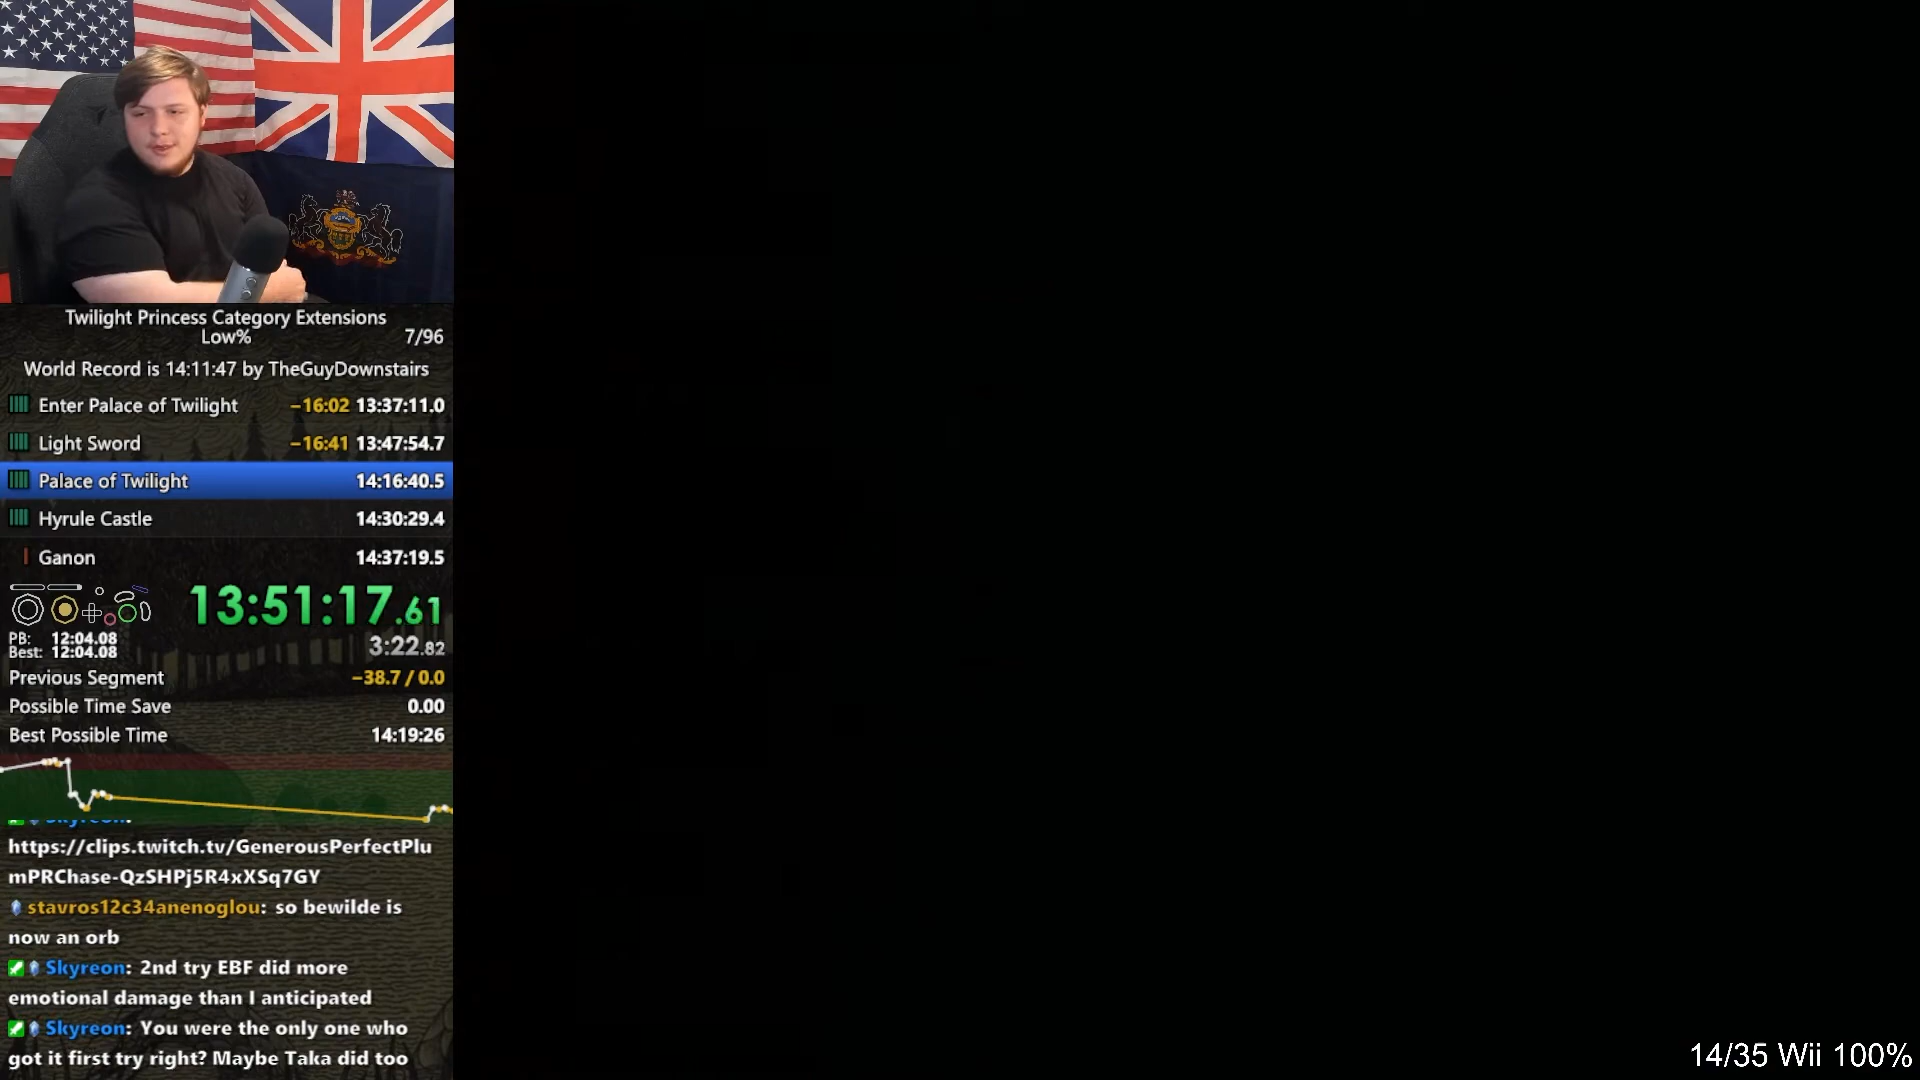 Twilight Princess Category Extensions
Low% 7/96
World Record is 14:11:47 by TheGuyDownstairs
Enter Palace of Twilight −16:02 13:37:11.0
Light Sword −16:41 13:47:54.7
Palace of Twilight 14:16:40.5
Hyrule Castle 14:30:29.4
Ganon 14:37:19.5
13:51:17.61
PB: 12:04.08
Best: 12:04.08
3:22.82
Previous Segment −38.7 / 0.0
Possible Time Save 0.00
Best Possible Time 14:19:26
Skyreon:
https://clips.twitch.tv/GenerousPerfectPlu
mPRChase-QzSHPj5R4xXSq7GY
stavros12c34anenoglou: so bewilde is
now an orb
Skyreon: 2nd try EBF did more
emotional damage than I anticipated
Skyreon: You were the only one who
got it first try right? Maybe Taka did too
14/35 Wii 100%